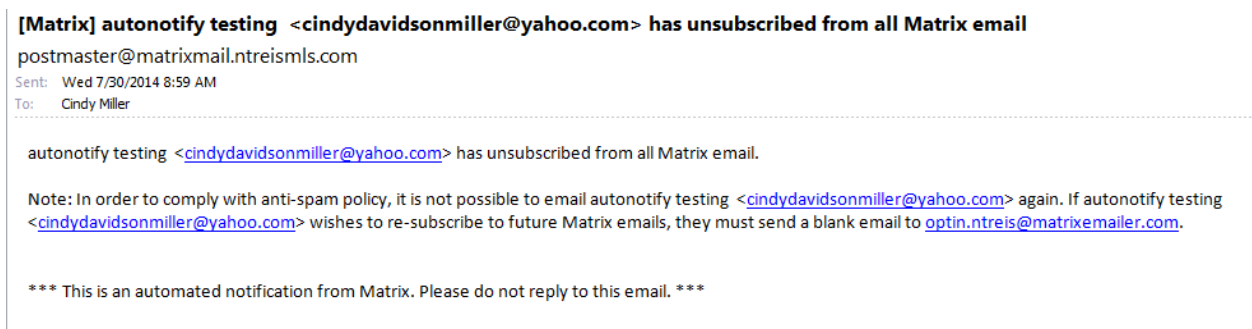 [Matrix] autonotify testing <cindydavidsonmiller@yahoo.com> has unsubscribed from all Matrix email
postmaster@matrixmail.ntreismls.com
Sent: Wed 7/30/2014 8:59 AM
To: Cindy Miller
autonotify testing <cindydavidsonmiller@yahoo.com> has unsubscribed from all Matrix email.
Note: In order to comply with anti-spam policy, it is not possible to email autonotify testing <cindydavidsonmiller@yahoo.com> again. If autonotify testing
<cindydavidsonmiller@yahoo.com> wishes to re-subscribe to future Matrix emails, they must send a blank email to optin.ntreis@matrixemailer.com.
*** This is an automated notification from Matrix. Please do not reply to this email. ***